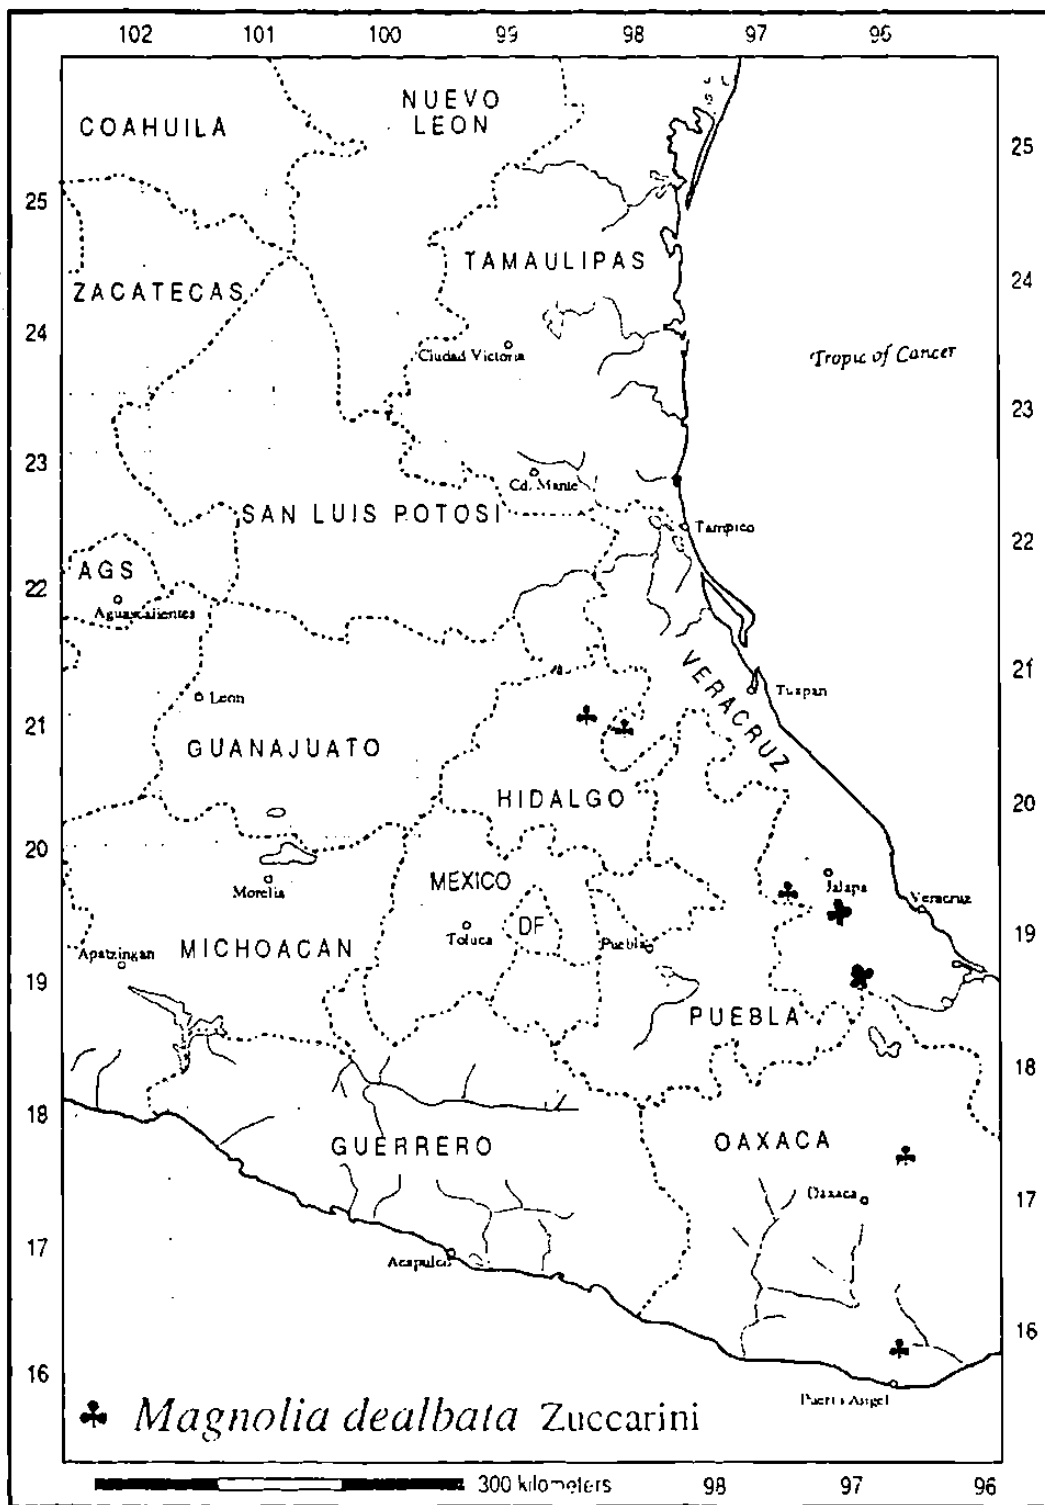 102 101 100 99 98 97 96
NUEVO
LEON
COAHUILA
25
25
TAMAULIPAS
24
ZACATECAS
24
Ciudad Victoria
Tropic of Cancer
23
23
Cd. Mante
SAN LUIS POTOSI
Tampico
22
AGS
22
Aguascalientes
VERACRUZ
21
Leon
Tuxpan
21
GUANAJUATO
HIDALGO
20
20
MEXICO
Jalapa
Morelia
Veracruz
DF
Toluca
Puebla
19
MICHOACAN
Apatzingan
19
PUEBLA
18
18
GUERRERO
OAXACA
Oaxaca
17
17
Acapulco
16
16
Puerto Angel
Magnolia dealbata Zuccarini
300 kilometers
98 97 96